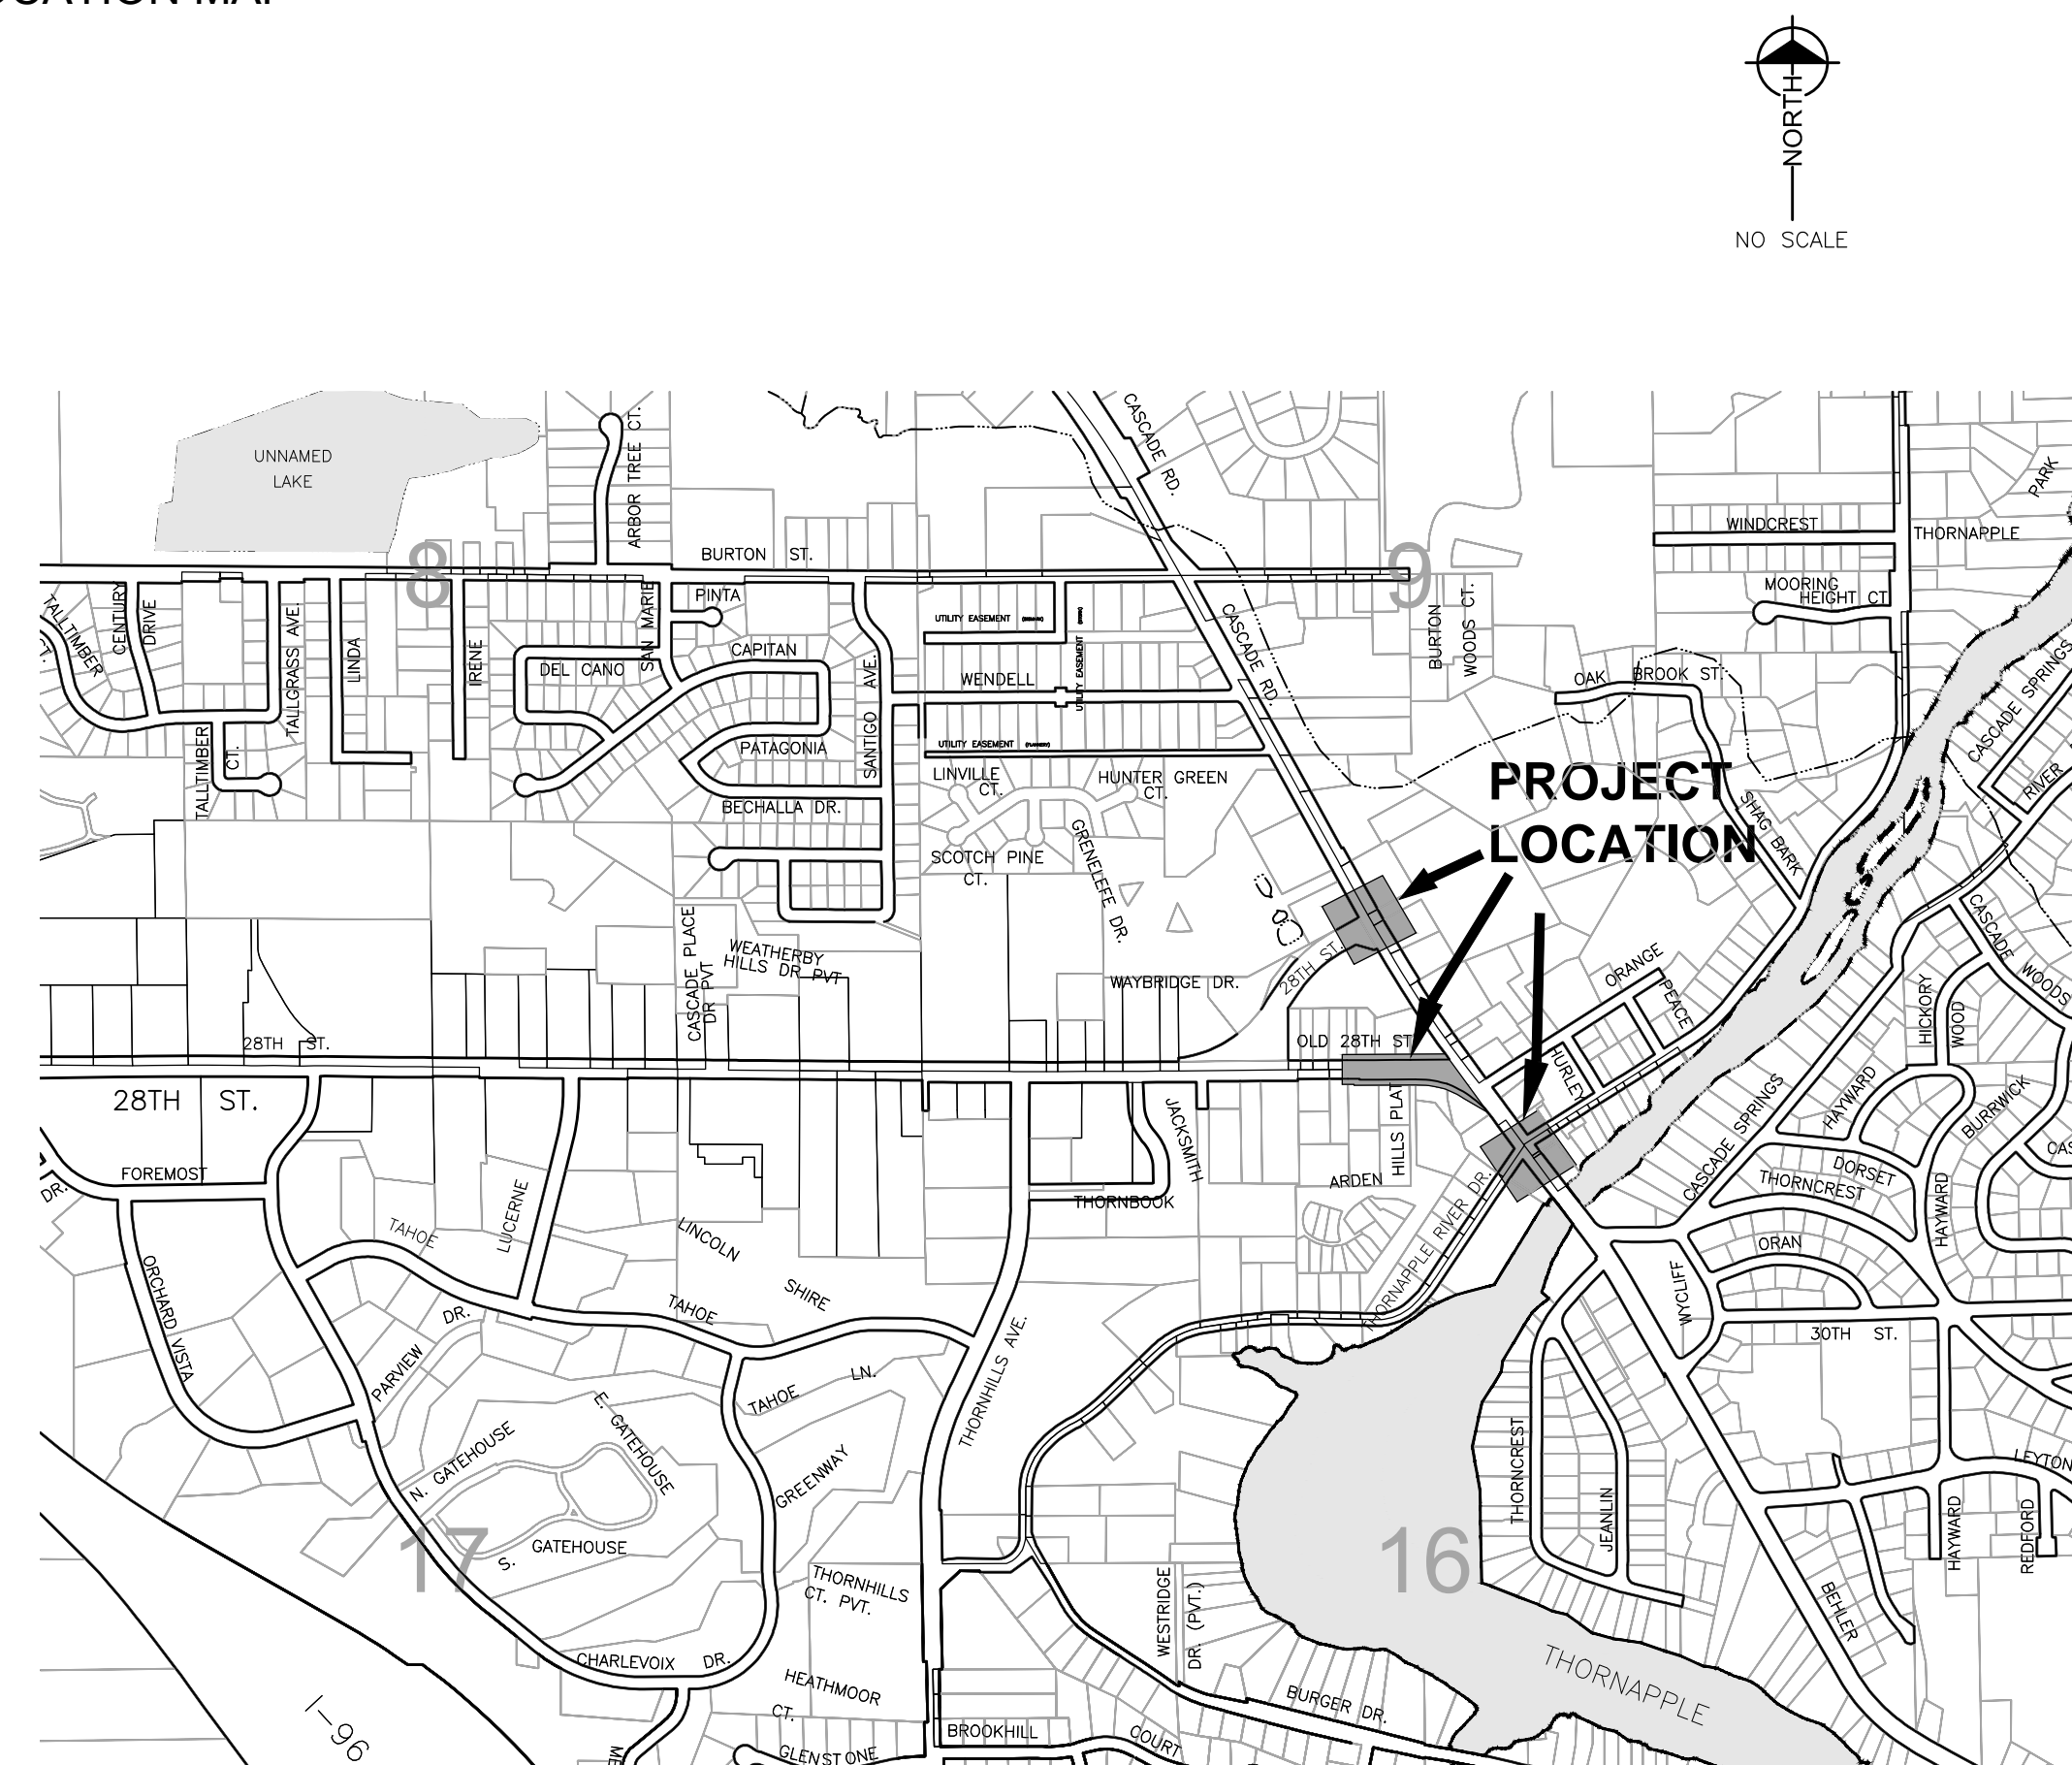 NORTH
NO SCALE
CASCADE RD.
UNNAMED
LAKE
ARBOR TREE CT.
PARK
WINDCREST
THORNAPPLE
BURTON ST.
8
9
MOORING
HEIGHT CT.
TALLTIMBER
CT.
CENTURY
DRIVE
TALLGRASS AVE.
LINDA
IRENE
SAN MARIE
PINTA
UTILITY EASEMENT
UTILITY EASEMENT
CASCADE RD.
BURTON
WOODS CT.
DEL CANO
CAPITAN
SANTIGO AVE.
WENDELL
OAK BROOK ST.
CASCADE SPRINGS
RIVER
TALLTIMBER
CT.
PATAGONIA
UTILITY EASEMENT
LINVILLE
CT.
HUNTER GREEN
CT.
PROJECT
LOCATION
SHAG BARK
BECHALLA DR.
GRENELEFE DR.
SCOTCH PINE
CT.
CASCADE
WOODS
CASCADE PLACE
DR PVT
WEATHERBY
HILLS DR PVT
WAYBRIDGE DR.
28TH ST.
ORANGE
PEACE
HICKORY
WOOD
28TH ST.
OLD 28TH ST.
HURLEY
28TH ST.
JACKSMITH
HILLS PLAT
ARDEN
CASCADE SPRINGS
HAYWARD
BURRWICK
FOREMOST
DR.
THORNBOOK
THORNAPPLE RIVER DR.
DORSET
THORNCREST
HAYWARD
CAS
TAHOE
LUCERNE
LINCOLN
SHIRE
ORAN
WYCLIFF
ORCHARD VISTA
DR.
TAHOE
30TH ST.
PARVIEW
TAHOE
LN.
THORNHILLS AVE.
N. GATEHOUSE
E. GATEHOUSE
GREENWAY
THORNCREST
JEANLIN
LEYTON
HAYWARD
REDFORD
17
S. GATEHOUSE
16
THORNHILLS
CT. PVT.
WESTRIDGE
DR. (PVT.)
BEHLER
CHARLEVOIX DR.
HEATHMOOR
CT.
BURGER DR.
THORNAPPLE
I-96
BROOKHILL
COURT
GLENSTONE